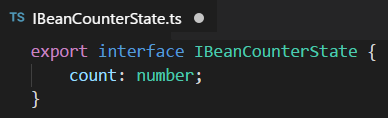 TS IBeanCounterState.ts
export interface IBeanCounterState {
    count: number;
}